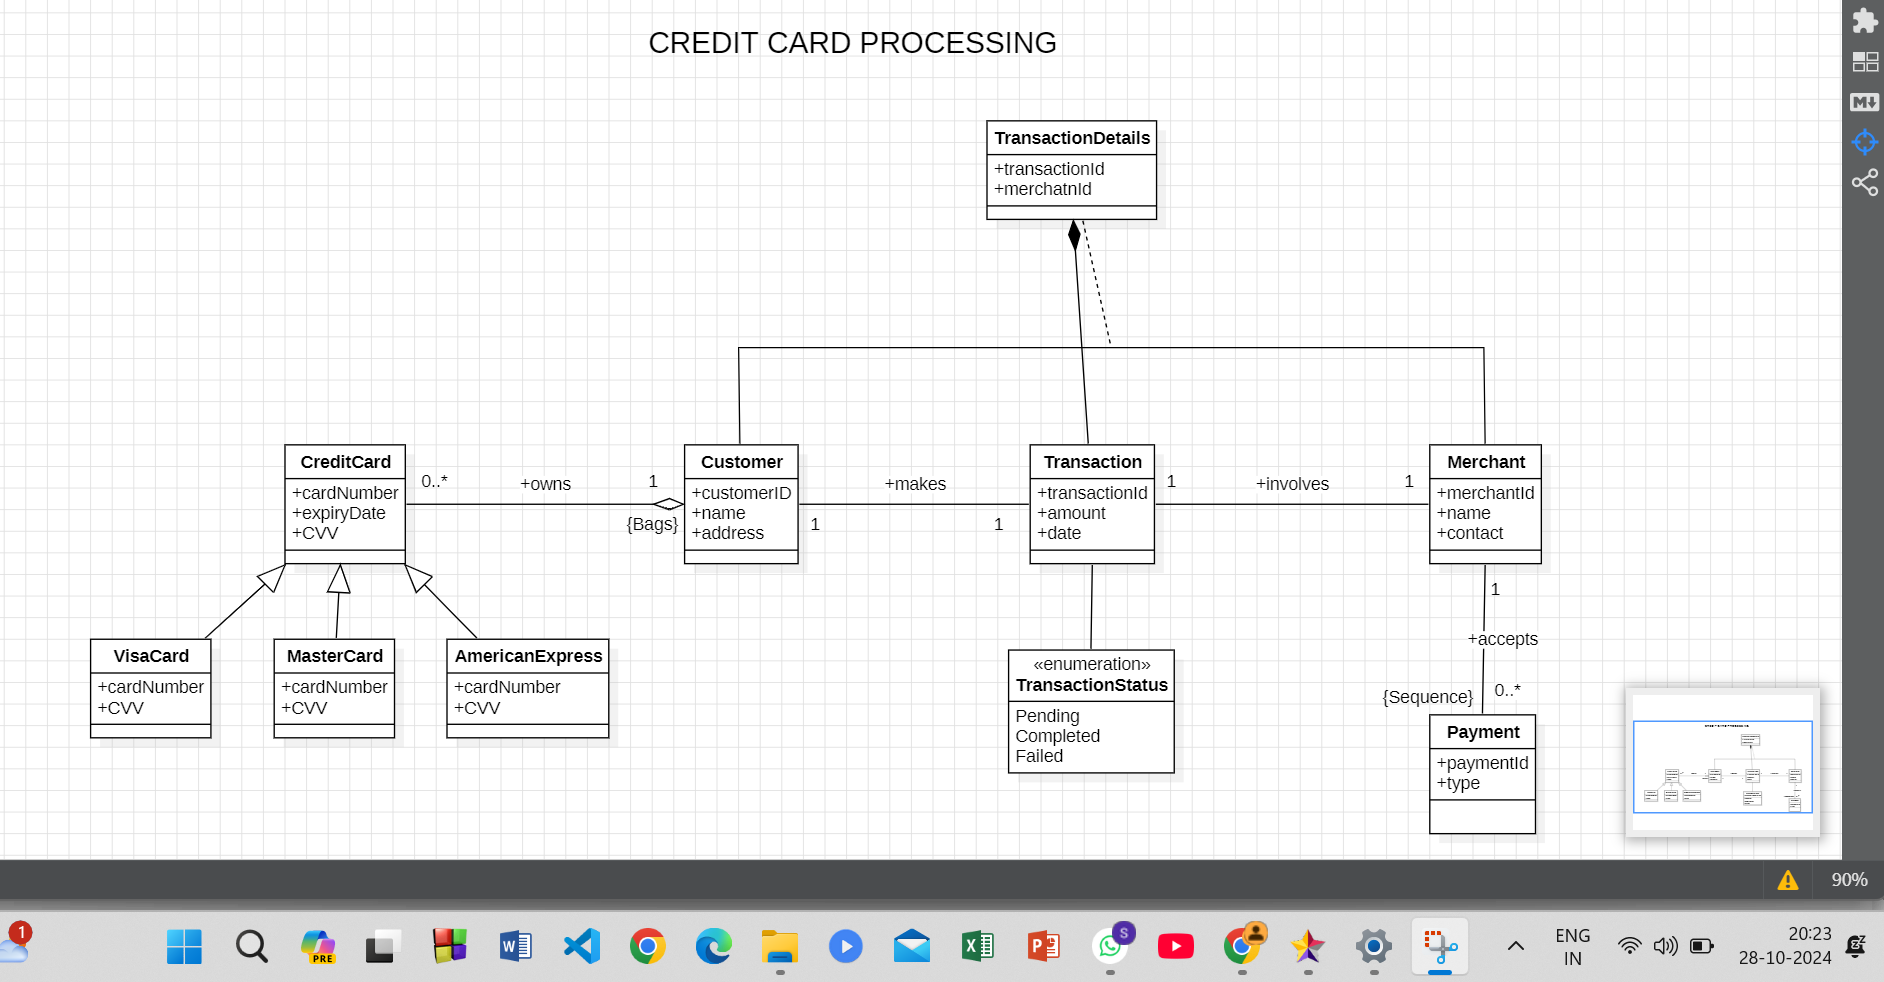 CREDIT CARD PROCESSING
TransactionDetails
+transactionId
+merchatnId
CreditCard
+cardNumber
+expiryDate
+CVV
0..*
+owns
1
{Bags}
Customer
+customerID
+name
+address
+makes
1
1
Transaction
+transactionId
+amount
+date
1
+involves
1
Merchant
+merchantId
+name
+contact
VisaCard
+cardNumber
+CVV
MasterCard
+cardNumber
+CVV
AmericanExpress
+cardNumber
+CVV
«enumeration»
TransactionStatus
Pending
Completed
Failed
1
+accepts
{Sequence}
0..*
Payment
+paymentId
+type
M
90%
1
PRE
W
X
P
S
ENG
IN
20:23
28-10-2024